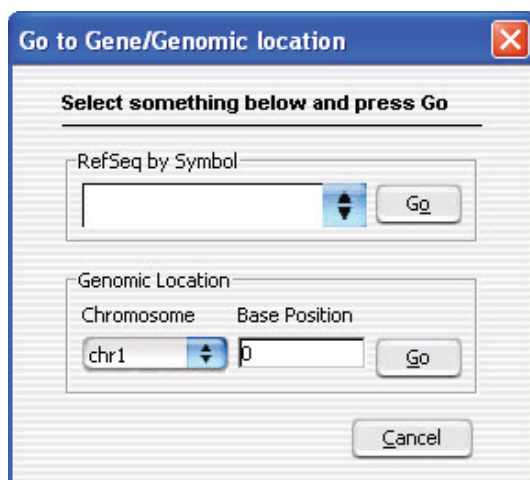 Go to Gene/Genomic location
Select something below and press Go
RefSeq by Symbol
Go
Genomic Location
Chromosome Base Position
chr1 0 Go
Cancel